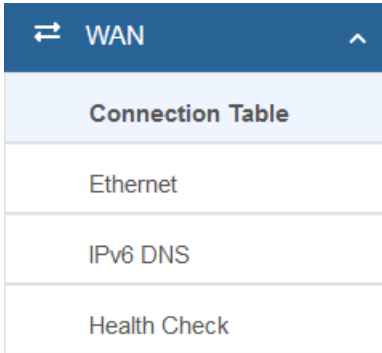 WAN
Connection Table
Ethernet
IPv6 DNS
Health Check